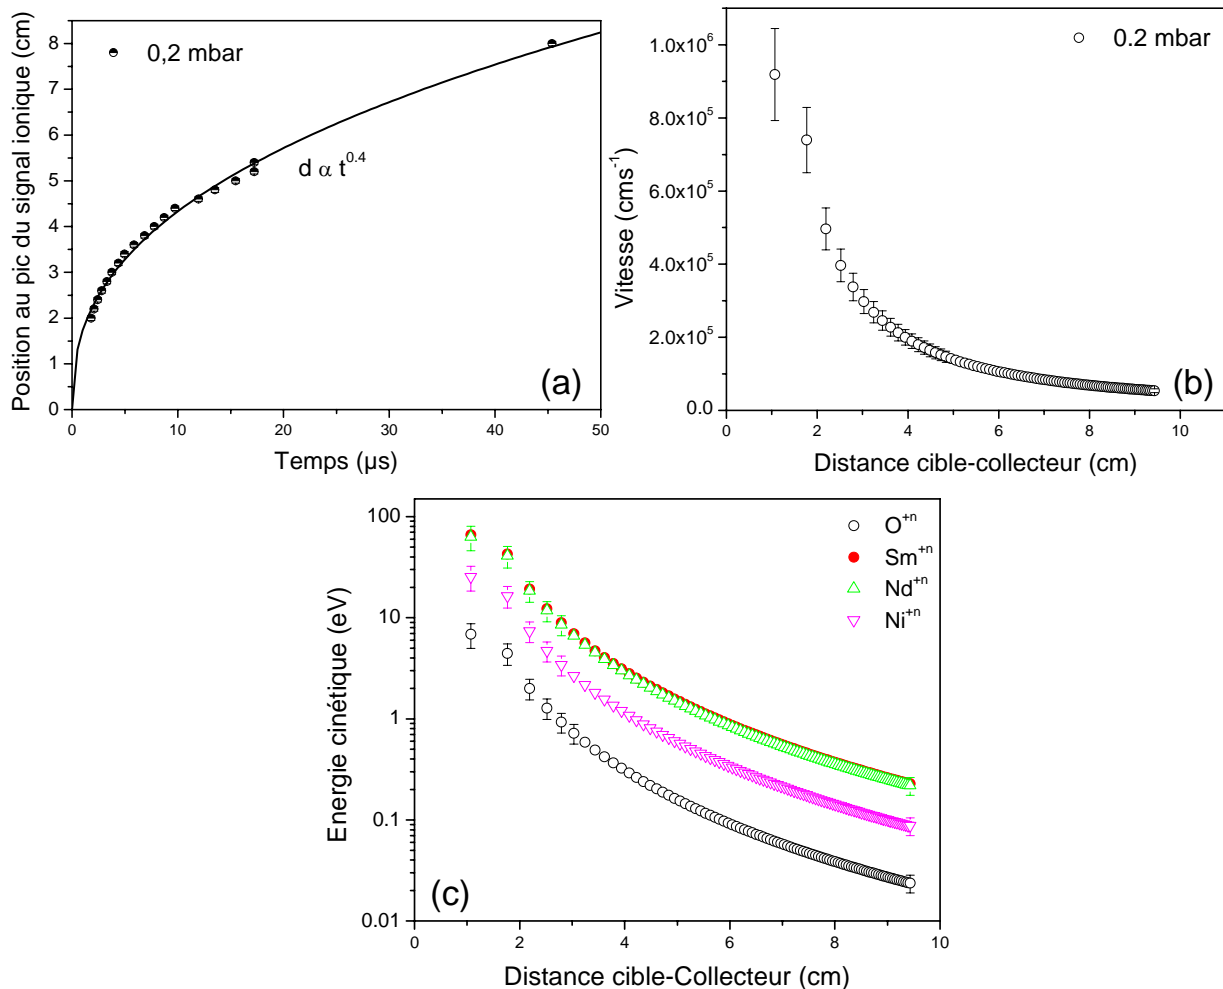 8
7
6
5
4
3
2
1
0
Position au pic du signal ionique (cm)
0,2 mbar
d α t^0.4
(a)
0 10 20 30 40 50
Temps (µs)
1.0x10^6
8.0x10^5
6.0x10^5
4.0x10^5
2.0x10^5
0.0
Vitesse (cms^-1)
0.2 mbar
(b)
0 2 4 6 8 10
Distance cible-collecteur (cm)
100
10
1
0.1
0.01
Energie cinétique (eV)
O^+n
Sm^+n
Nd^+n
Ni^+n
(c)
0 2 4 6 8 10
Distance cible-Collecteur (cm)